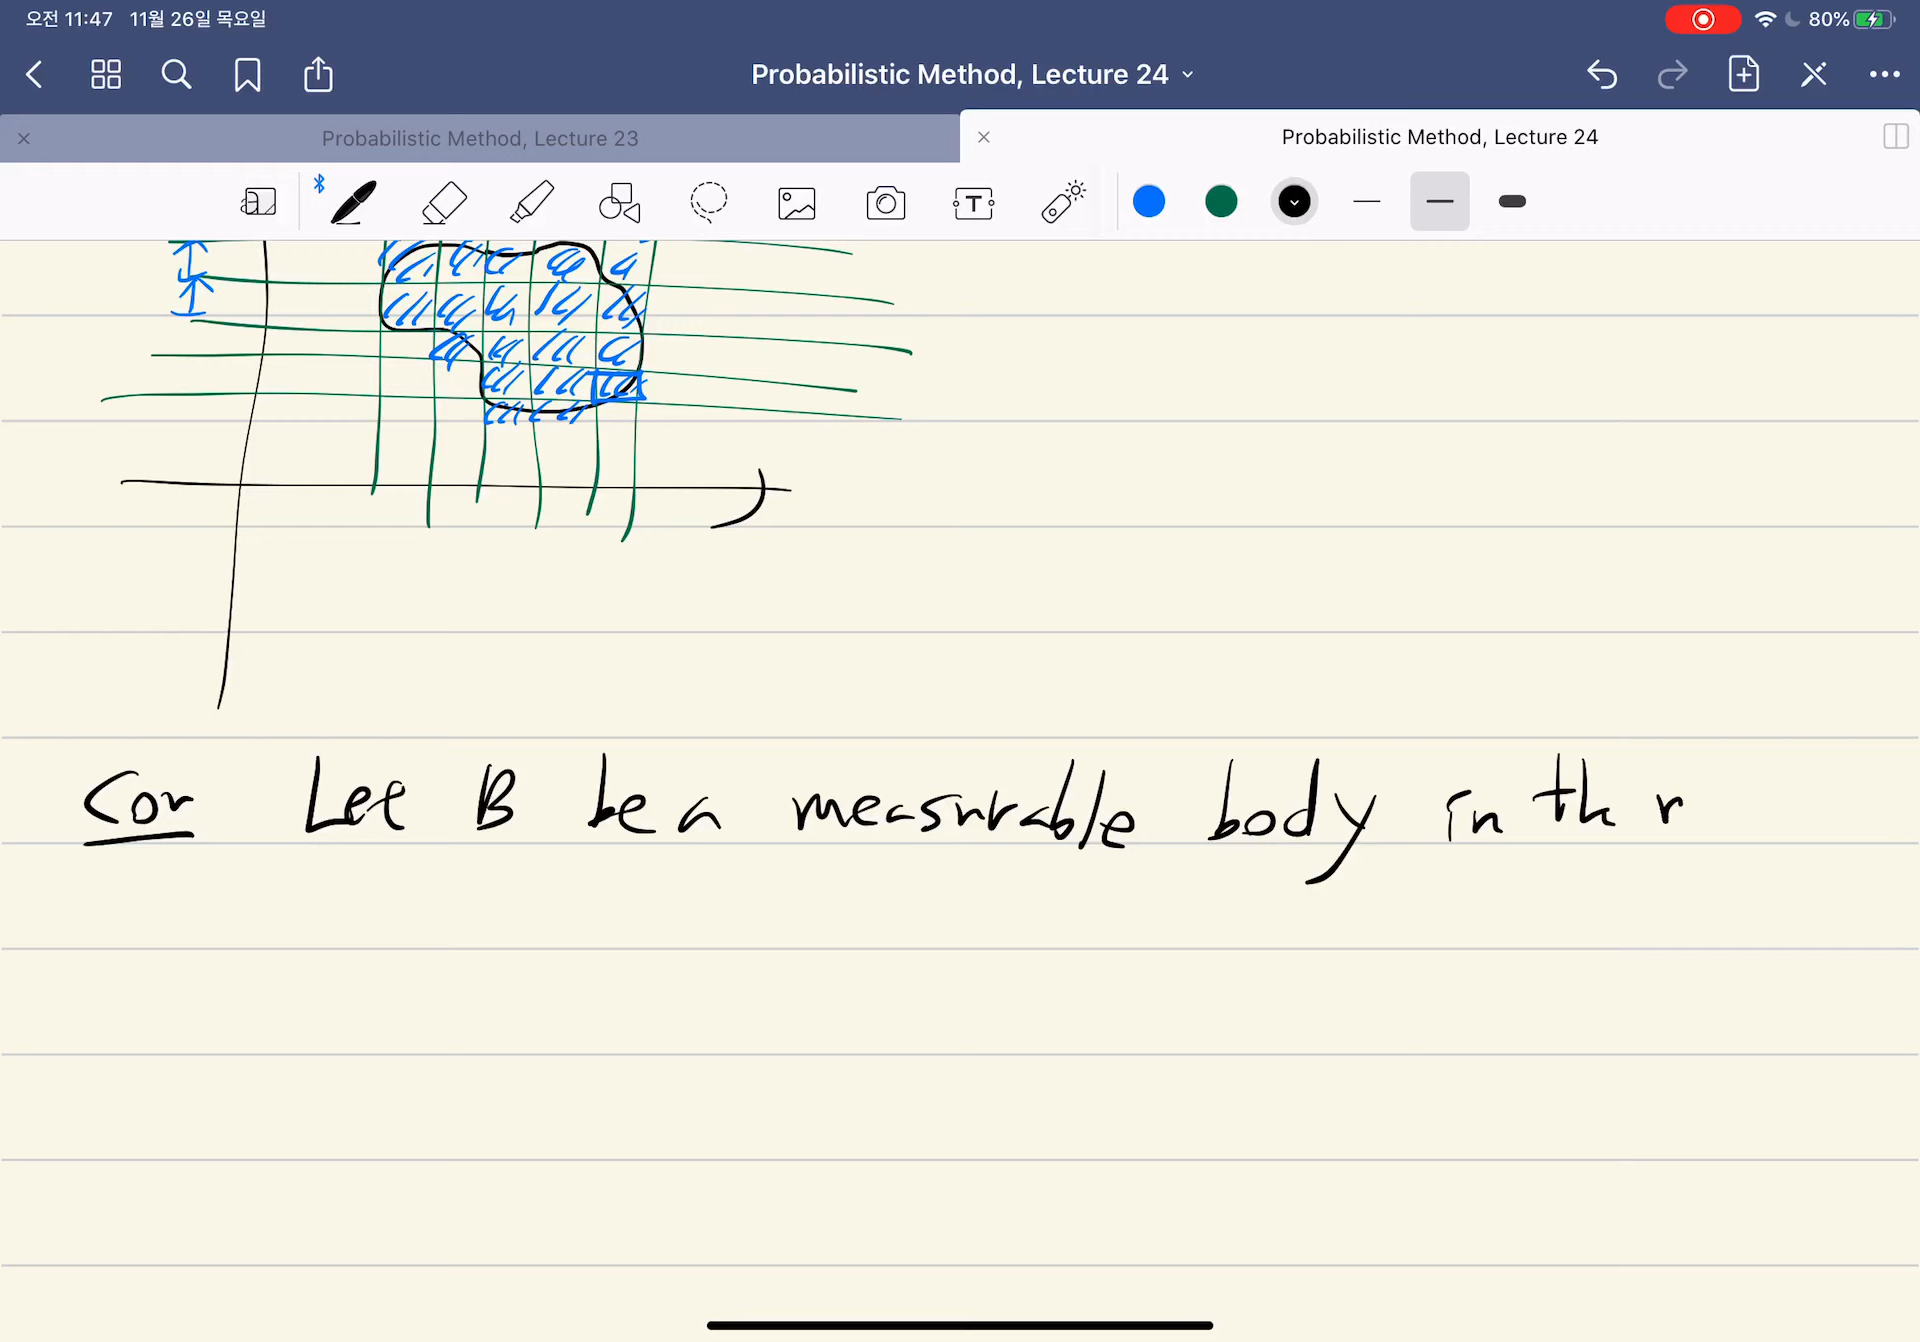 오전 11:47 11월 26일 목요일
80%
Probabilistic Method, Lecture 24
Probabilistic Method, Lecture 23
Probabilistic Method, Lecture 24
Cor Let B be a measurable body in th r